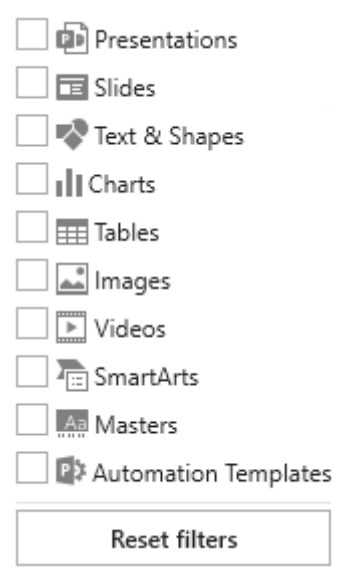 Presentations
Slides
Text & Shapes
Charts
Tables
Images
Videos
SmartArts
Masters
Automation Templates
Reset filters